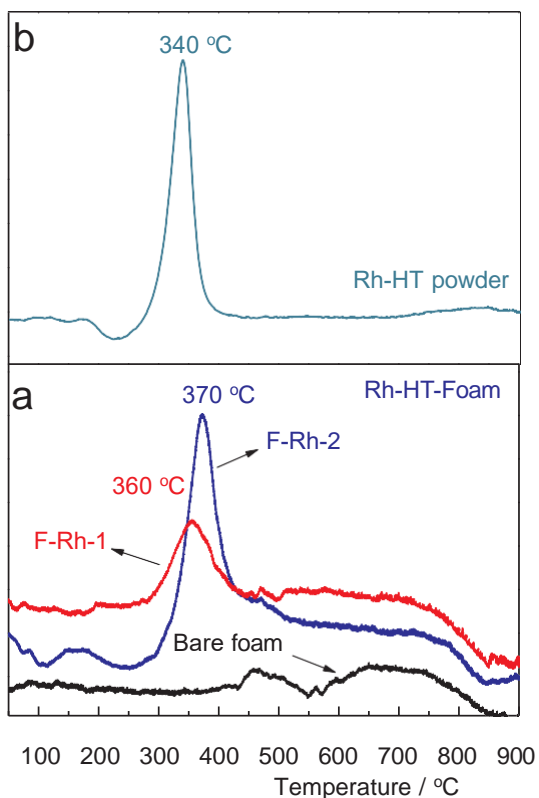 b
340 °C
Rh-HT powder
a
370 °C
Rh-HT-Foam
F-Rh-2
360 °C
F-Rh-1
Bare foam
100 200 300 400 500 600 700 800 900
Temperature / °C